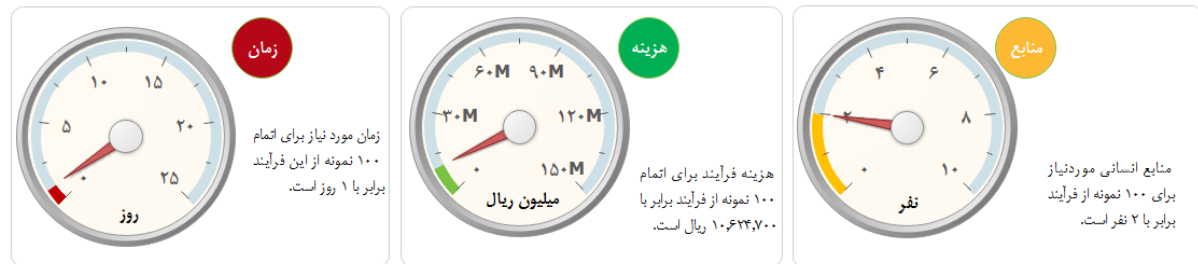 منابع
۰
۲
۴
۶
۸
۱۰
نفر
منابع انسانی موردنیاز
برای ۱۰۰ نمونه از فرآیند
برابر با ۲ نفر است.
هزینه
۰
۳۰M
۶۰M
۹۰M
۱۲۰M
۱۵۰M
میلیون ریال
هزینه فرآیند برای اتمام
۱۰۰ نمونه از فرآیند برابر با
۱۰,۶۲۴,۷۰۰ ریال است.
زمان
۰
۵
۱۰
۱۵
۲۰
۲۵
روز
زمان مورد نیاز برای اتمام
۱۰۰ نمونه از این فرآیند
برابر با ۱ روز است.